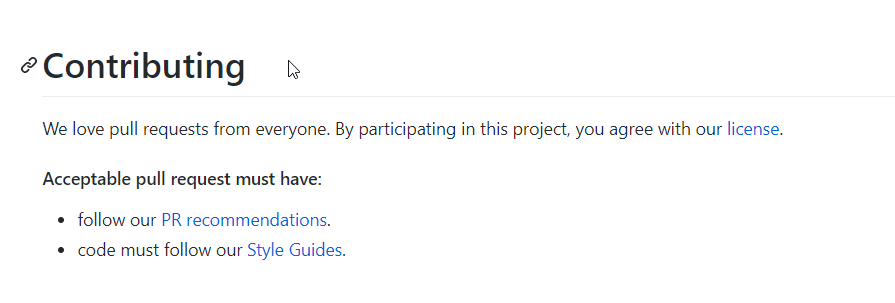 Contributing
We love pull requests from everyone. By participating in this project, you agree with our license.
Acceptable pull request must have:
follow our PR recommendations.
code must follow our Style Guides.